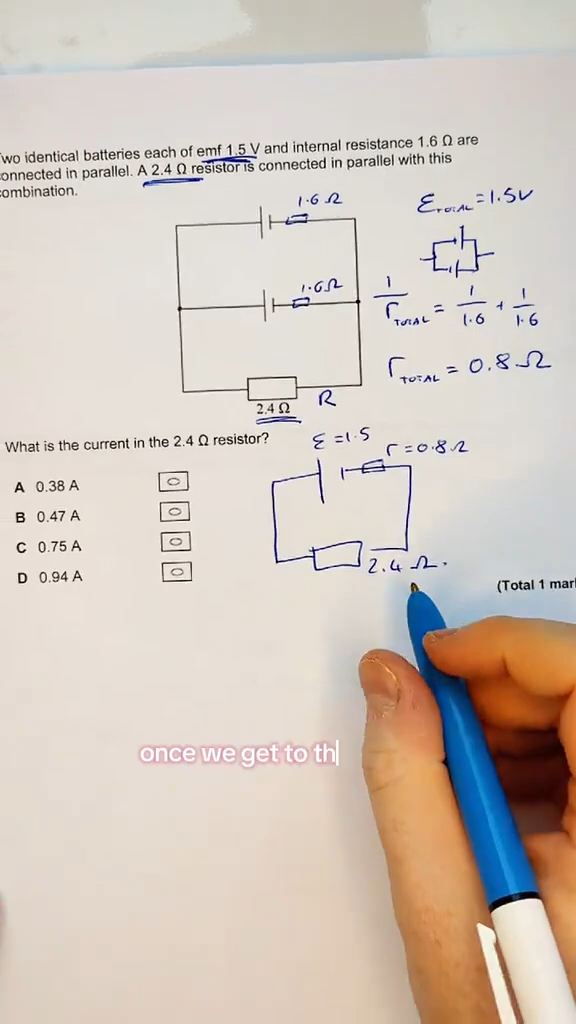 wo identical batteries each of emf 1.5 V and internal resistance 1.6 Ω are
onnected in parallel. A 2.4 Ω resistor is connected in parallel with this
ombination.
1.6 Ω
ε TOTAL = 1.5V
1.6Ω
1/r TOTAL = 1/1.6 + 1/1.6
r TOTAL = 0.8 Ω
2.4 Ω
R
What is the current in the 2.4 Ω resistor?
ε = 1.5
r = 0.8Ω
A 0.38 A
B 0.47 A
C 0.75 A
D 0.94 A
2.4 Ω.
(Total 1 mar
once we get to th